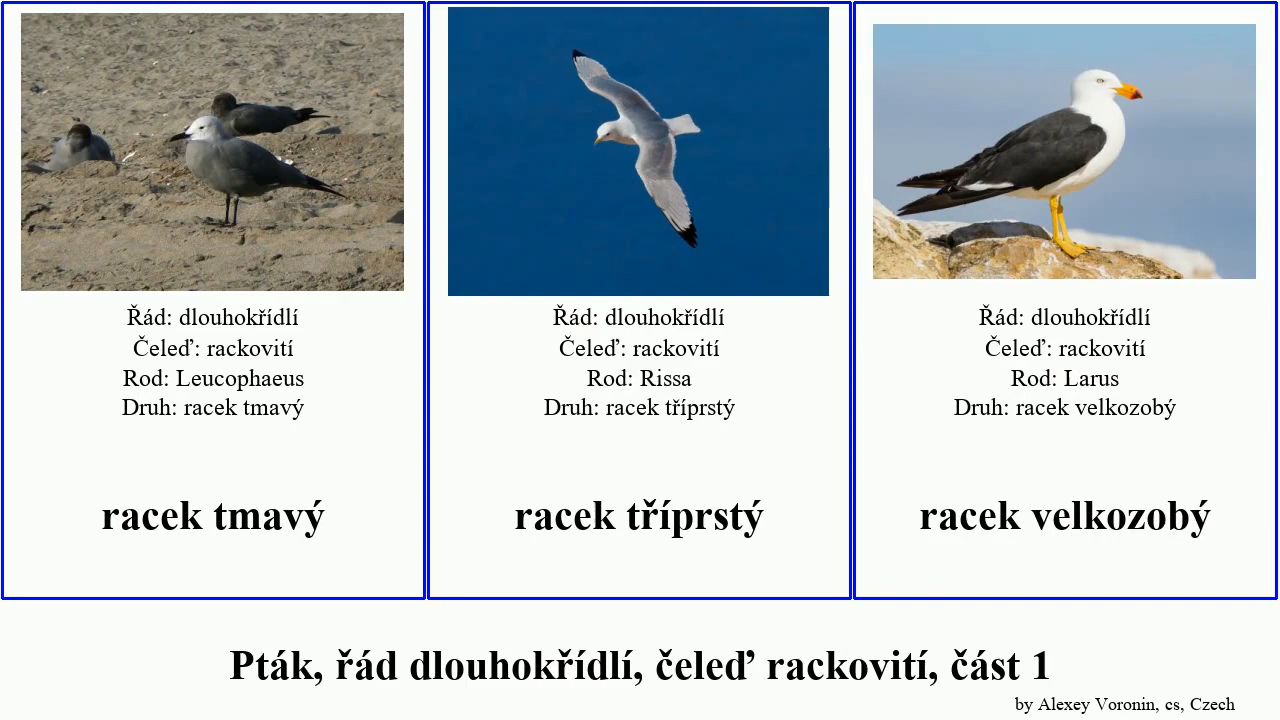 Řád: dlouhokřídlí
Čeleď: rackovití
Rod: Leucophaeus
Druh: racek tmavý
racek tmavý
Řád: dlouhokřídlí
Čeleď: rackovití
Rod: Rissa
Druh: racek tříprstý
racek tříprstý
Řád: dlouhokřídlí
Čeleď: rackovití
Rod: Larus
Druh: racek velkozobý
racek velkozobý
Pták, řád dlouhokřídlí, čeleď rackovití, část 1
by Alexey Voronin, cs, Czech